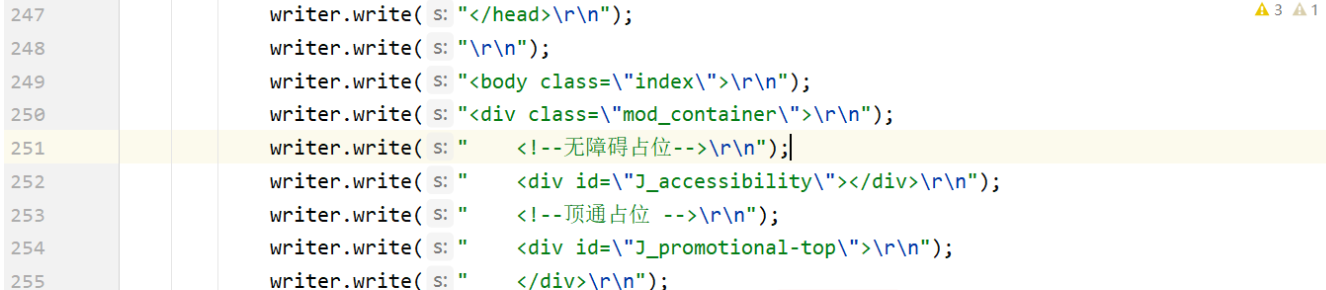 247 writer.write( s: "</head>\r\n"); 3 1
248 writer.write( s: "\r\n");
249 writer.write( s: "<body class=\"index\">\r\n");
250 writer.write( s: "<div class=\"mod_container\">\r\n");
251 writer.write( s: "    <!--无障碍占位-->\r\n");
252 writer.write( s: "    <div id=\"J_accessibility\"></div>\r\n");
253 writer.write( s: "    <!--顶通占位 -->\r\n");
254 writer.write( s: "    <div id=\"J_promotional-top\">\r\n");
255 writer.write( s: "    </div>\r\n");